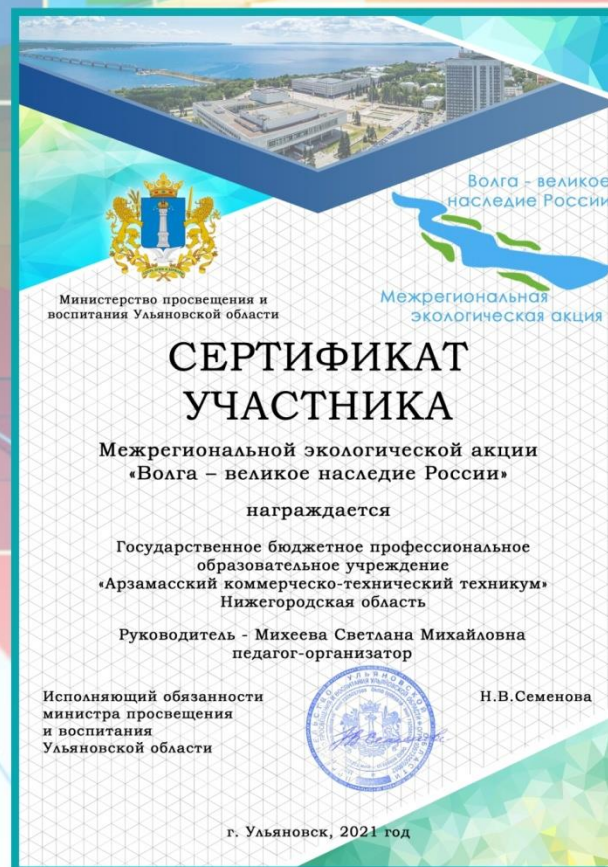 Волга - великое
наследие России
Министерство просвещения и
воспитания Ульяновской области
Межрегиональная
экологическая акция
СЕРТИФИКАТ
УЧАСТНИКА
Межрегиональной экологической акции
«Волга – великое наследие России»
награждается
Государственное бюджетное профессиональное
образовательное учреждение
«Арзамасский коммерческо-технический техникум»
Нижегородская область
Руководитель - Михеева Светлана Михайловна
педагог-организатор
Исполняющий обязанности
министра просвещения
и воспитания
Ульяновской области
Н.В.Семенова
г. Ульяновск, 2021 год